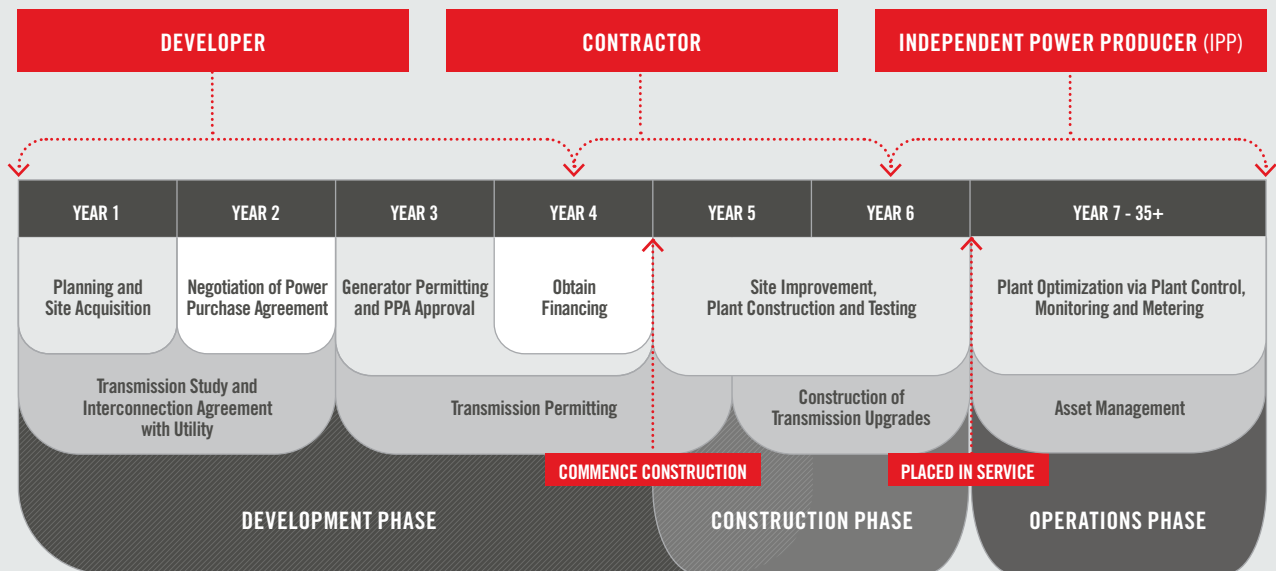 DEVELOPER
CONTRACTOR
INDEPENDENT POWER PRODUCER (IPP)
YEAR 1
YEAR 2
YEAR 3
YEAR 4
YEAR 5
YEAR 6
YEAR 7 - 35+
Planning and
Site Acquisition
Negotiation of Power
Purchase Agreement
Generator Permitting
and PPA Approval
Obtain
Financing
Site Improvement,
Plant Construction and Testing
Plant Optimization via Plant Control,
Monitoring and Metering
Transmission Study and
Interconnection Agreement
with Utility
Transmission Permitting
Construction of
Transmission Upgrades
Asset Management
COMMENCE CONSTRUCTION
PLACED IN SERVICE
DEVELOPMENT PHASE
CONSTRUCTION PHASE
OPERATIONS PHASE